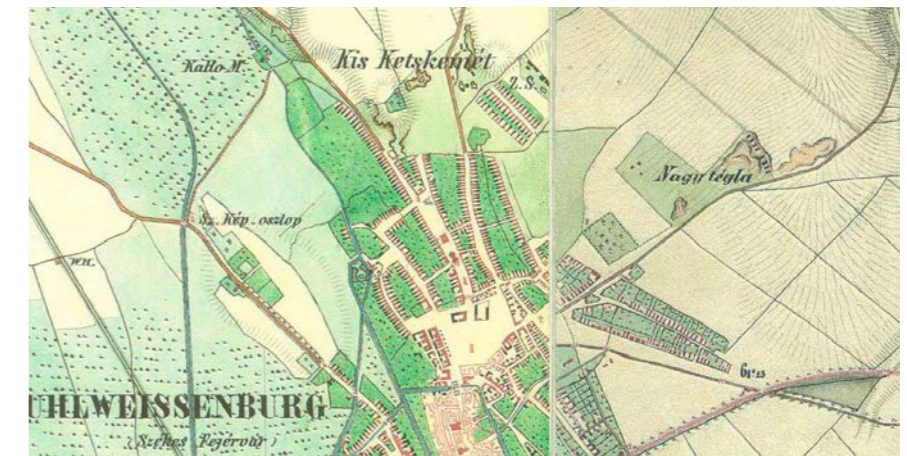 Kis Ketskemét
Kallo M.
Z.S.
Nagy tégla
Sz. Kép-oszlop
W.H.
UHLWEISSENBURG
(Székes Fejérvár)